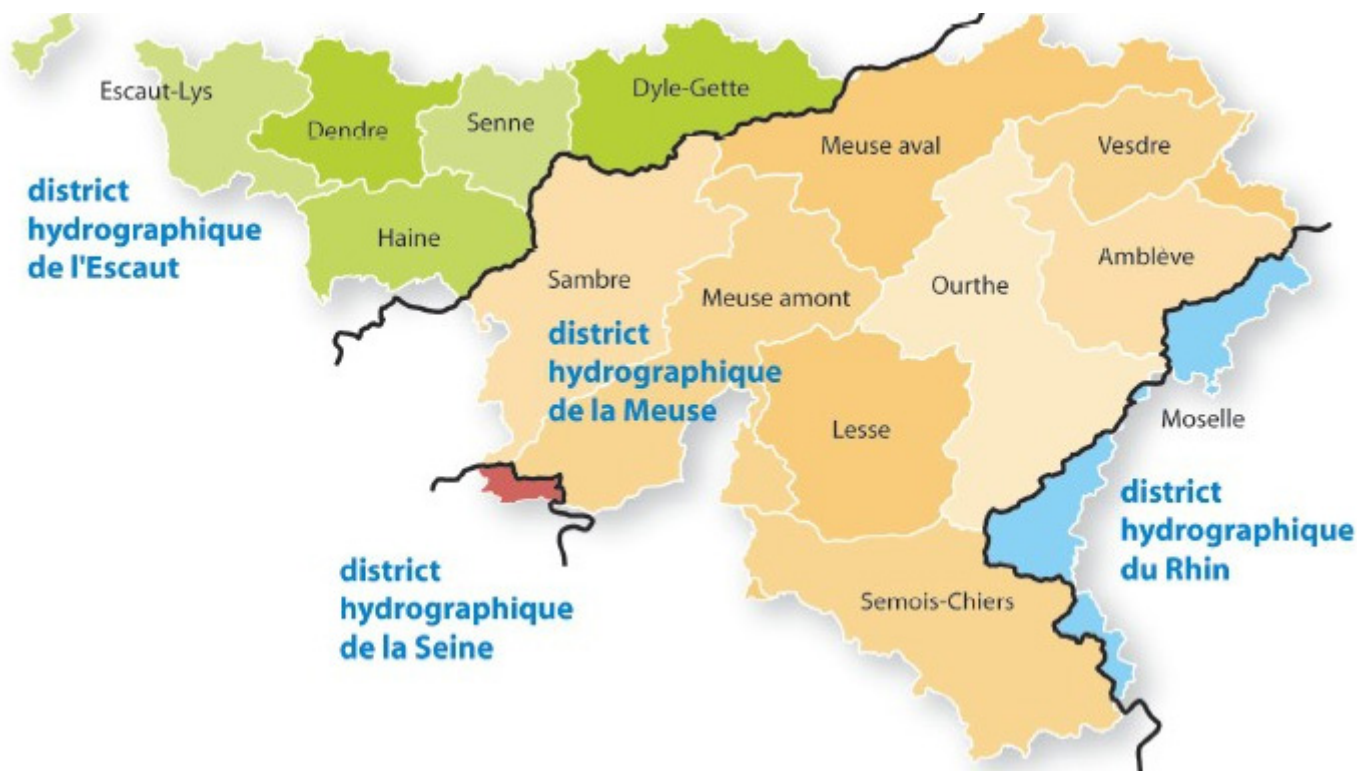 Escaut-Lys
Dendre
Senne
Dyle-Gette
Meuse aval
Vesdre
district
hydrographique
de l'Escaut
Haine
Sambre
Meuse amont
Ourthe
Amblève
district
hydrographique
de la Meuse
Lesse
Moselle
district
hydrographique
du Rhin
district
hydrographique
de la Seine
Semois-Chiers